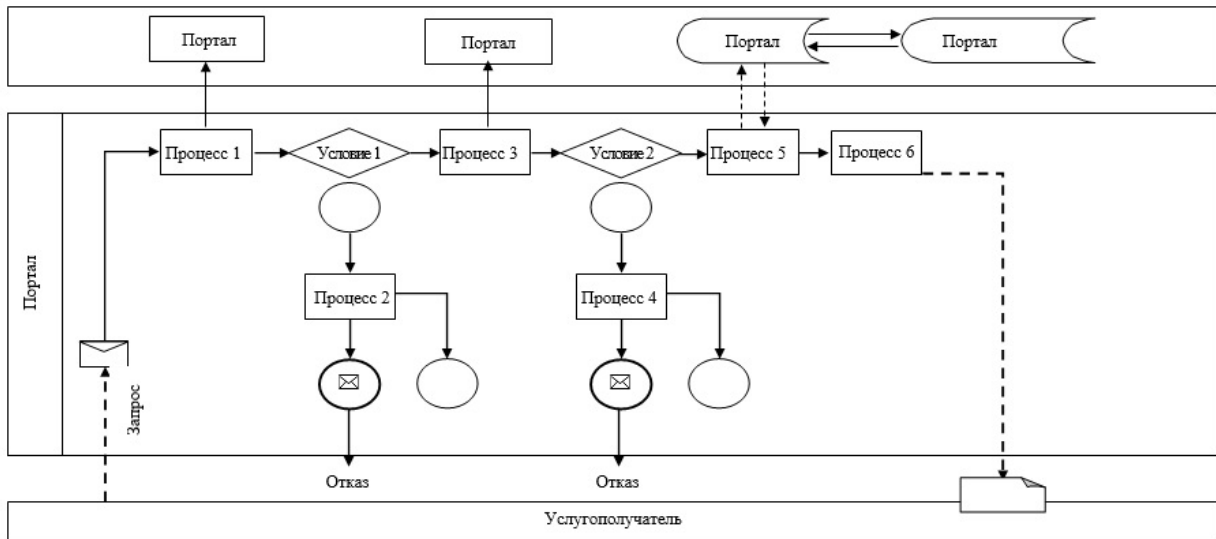 Портал
Портал
Портал
Портал
Процесс 1
Условие 1
Процесс 3
Условие 2
Процесс 5
Процесс 6
Портал
Процесс 2
Процесс 4
Запрос
Отказ
Отказ
Услугополучатель